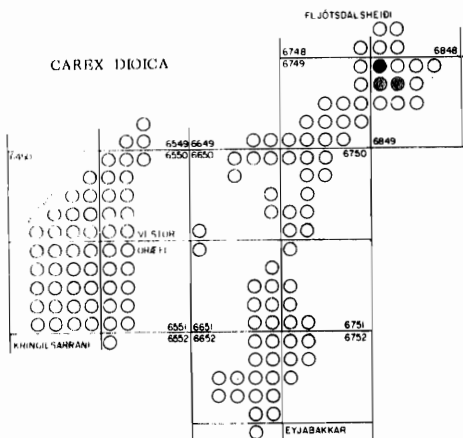 FLJÓTSDALSHEIÐI
CAREX DIOICA
6748
6848
6749
6549 6649
6849
6550 6650
6750
VESTUR
ÖRÆFI
6551 6651
6751
KRINGILSÁRRANI
6552 6652
6752
EYJABAKKAR